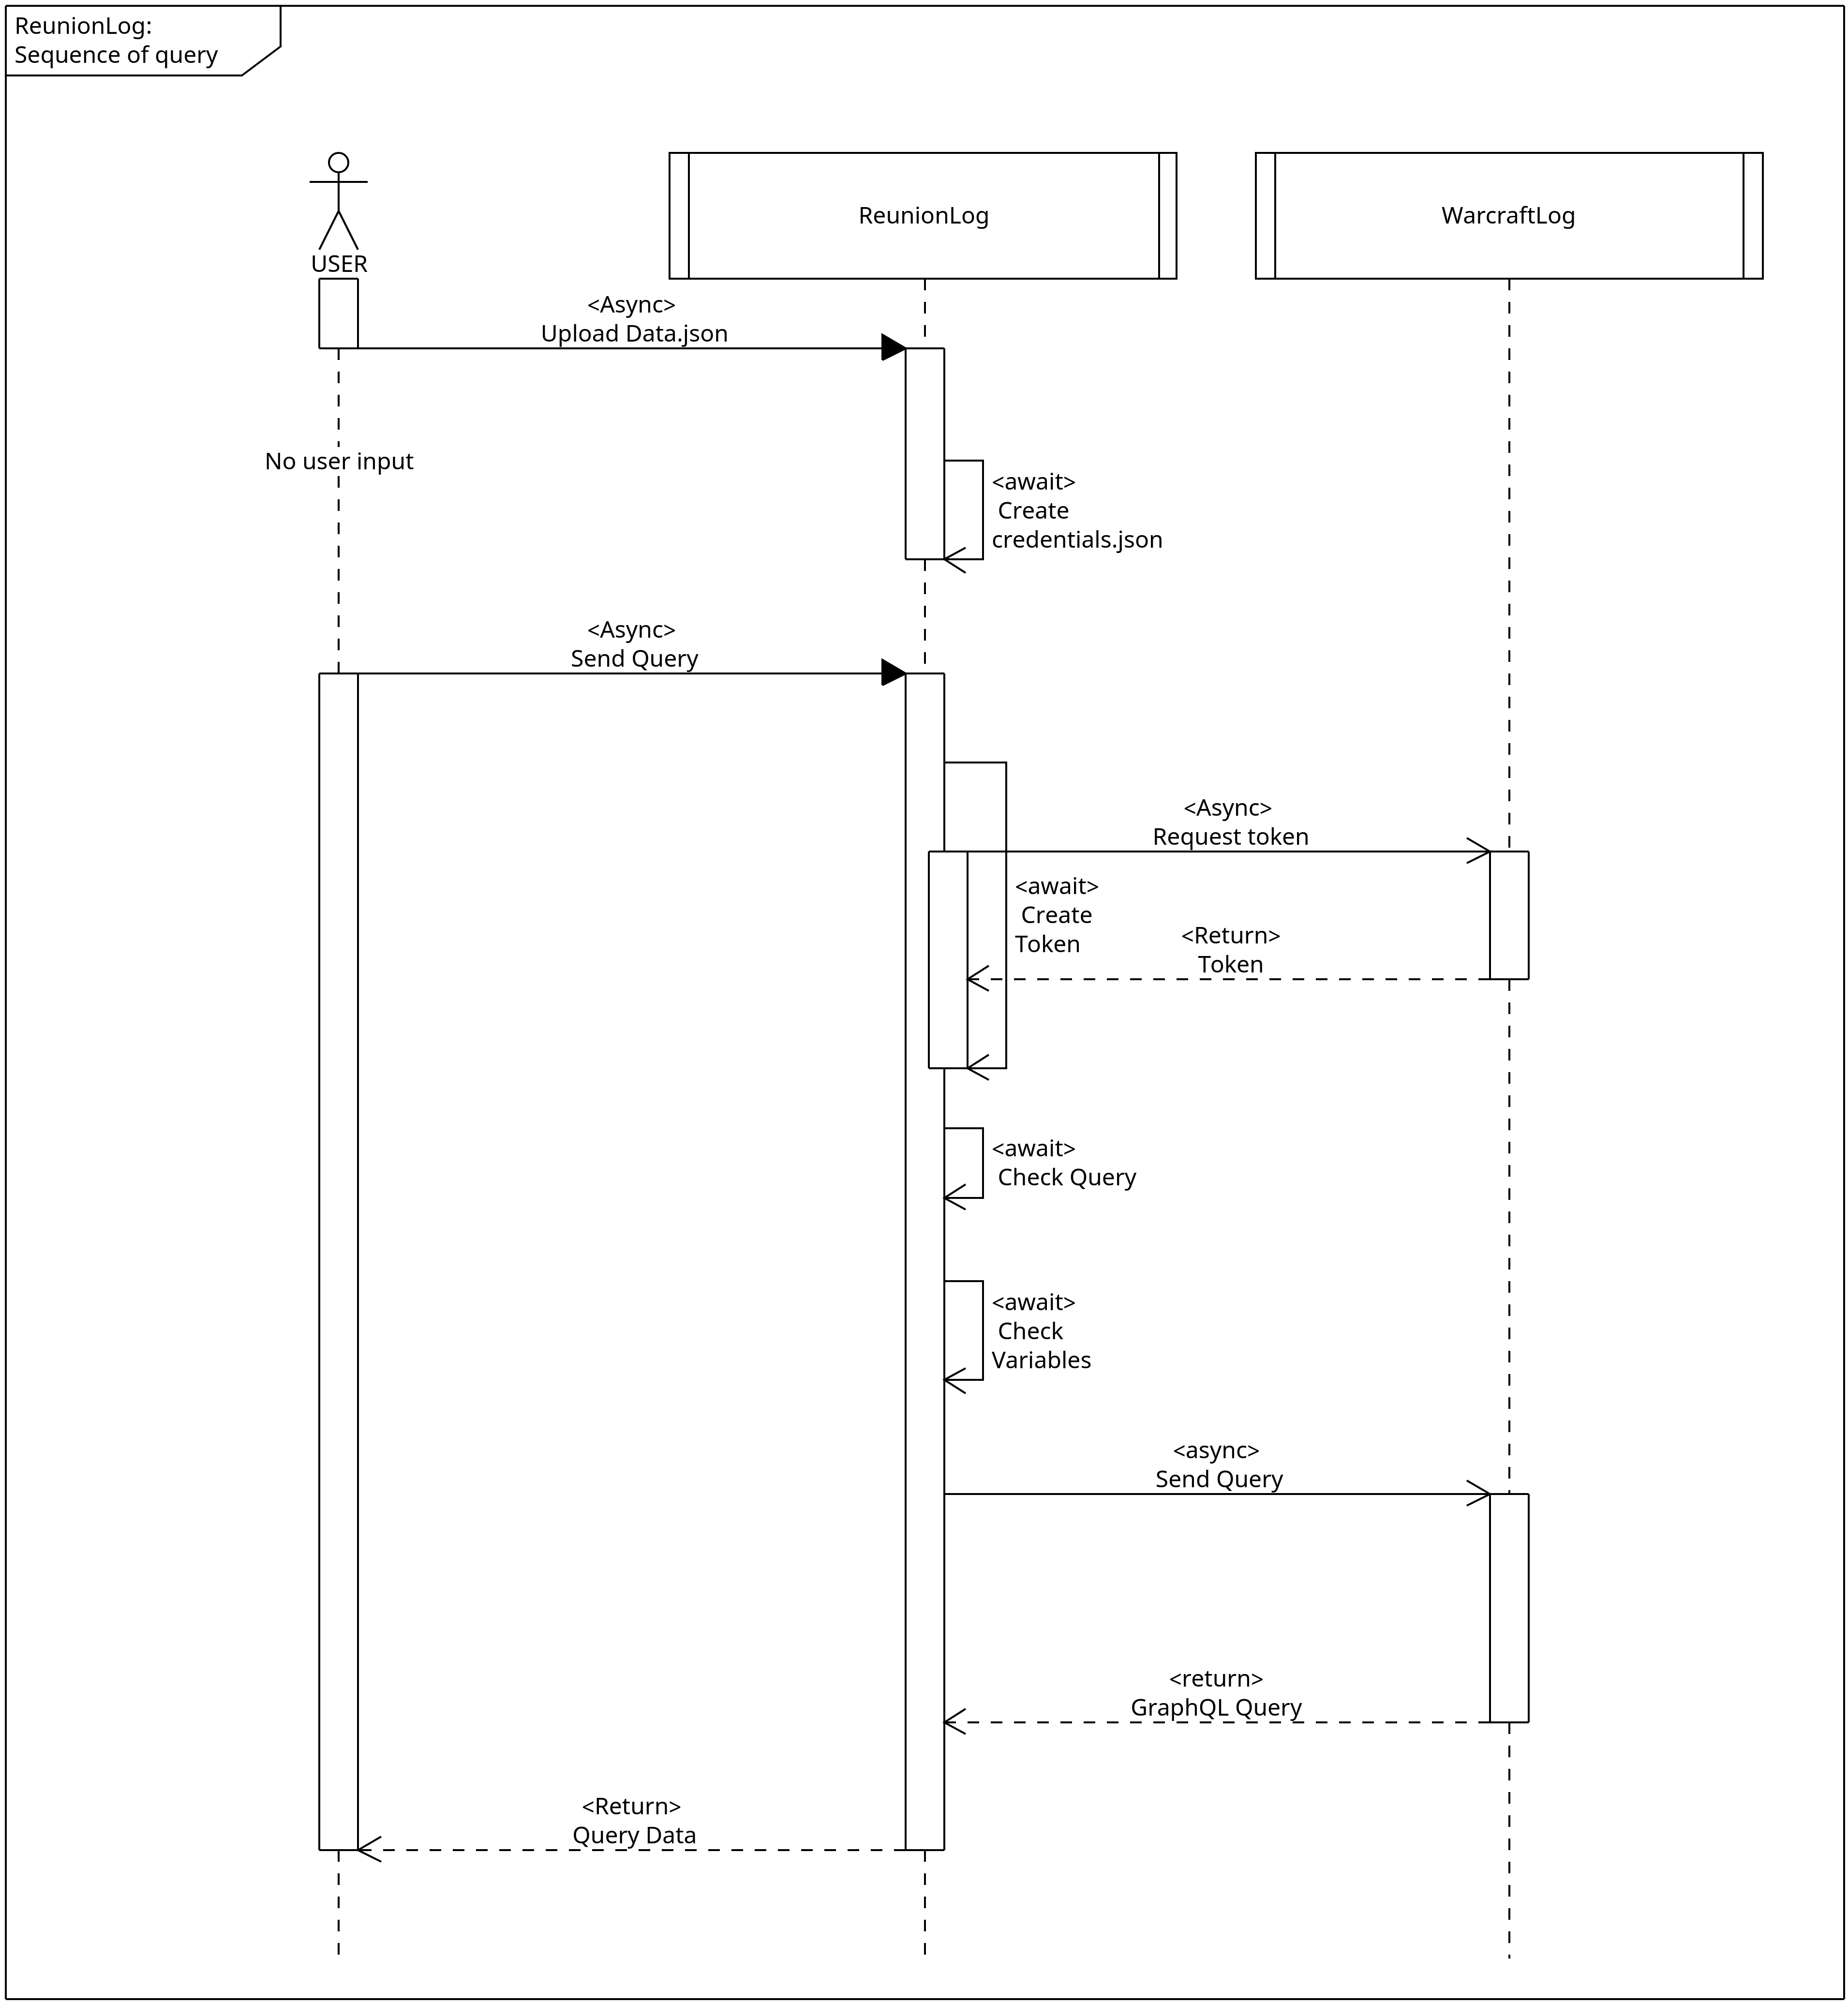 ReunionLog:
Sequence of query
USER
ReunionLog
WarcraftLog
<Async>
Upload Data.json
No user input
<await>
Create
credentials.json
<Async>
Send Query
<Async>
Request token
<await>
Create
Token
<Return>
Token
<await>
Check Query
<await>
Check
Variables
<async>
Send Query
<return>
GraphQL Query
<Return>
Query Data